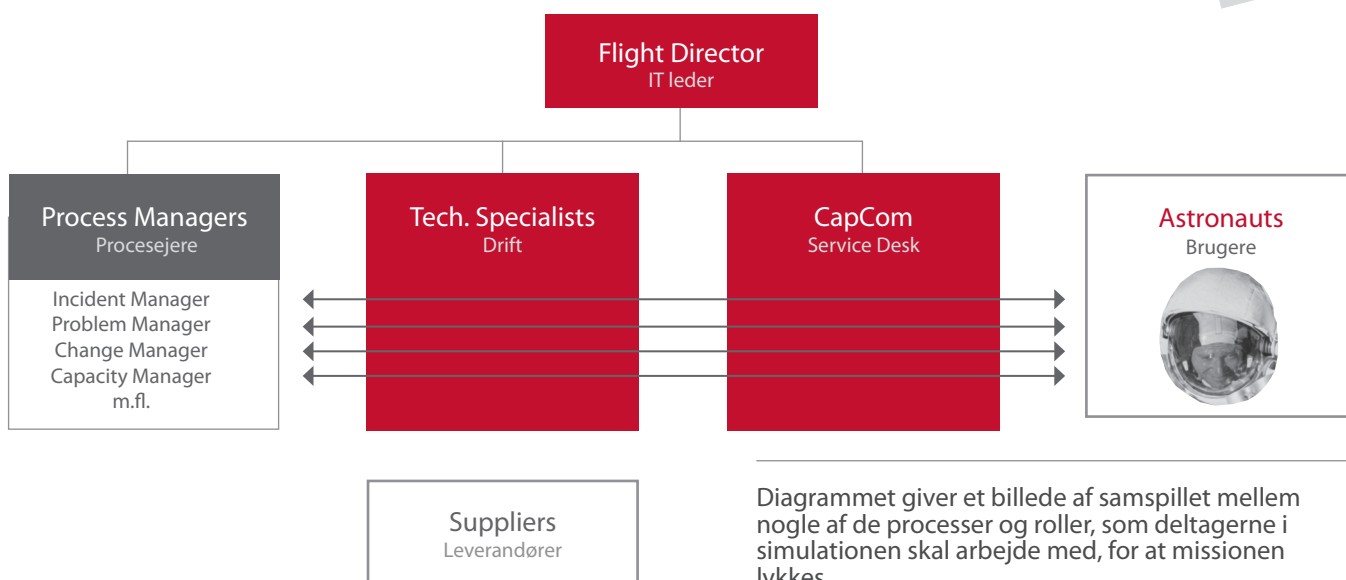 Flight Director
IT leder
Process Managers
Procesejere
Incident Manager
Problem Manager
Change Manager
Capacity Manager
m.fl.
Tech. Specialists
Drift
CapCom
Service Desk
Astronauts
Brugere
Suppliers
Leverandører
Diagrammet giver et billede af samspillet mellem
nogle af de processer og roller, som deltagerne i
simulationen skal arbejde med, for at missionen
lykkes